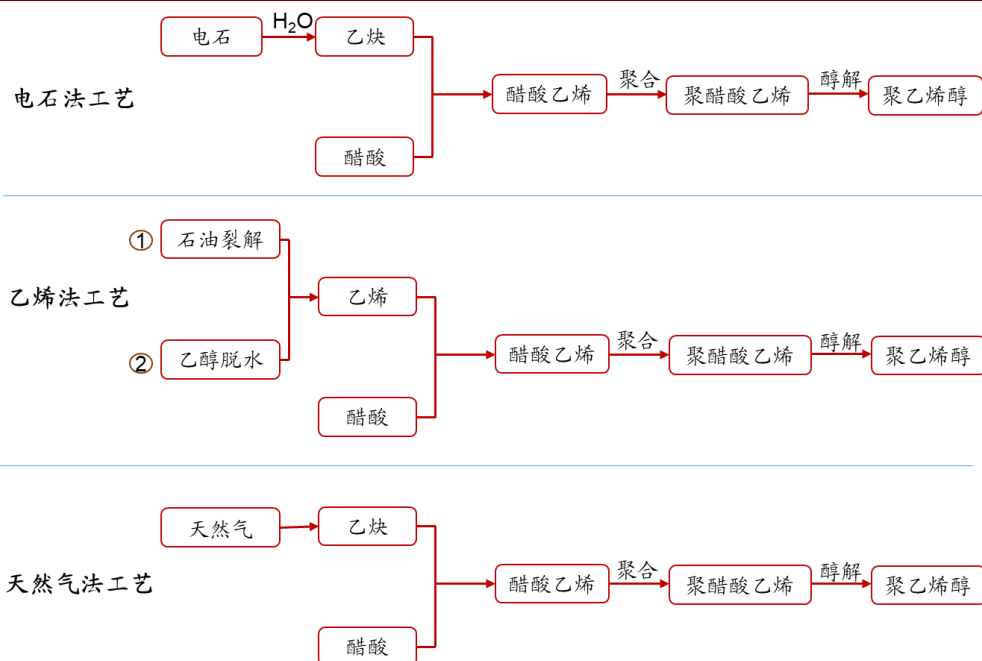 电石法工艺
电石
H₂O
乙炔
醋酸
醋酸乙烯
聚合
聚醋酸乙烯
醇解
聚乙烯醇
乙烯法工艺
① 石油裂解
② 乙醇脱水
乙烯
醋酸
醋酸乙烯
聚合
聚醋酸乙烯
醇解
聚乙烯醇
天然气法工艺
天然气
乙炔
醋酸
醋酸乙烯
聚合
聚醋酸乙烯
醇解
聚乙烯醇